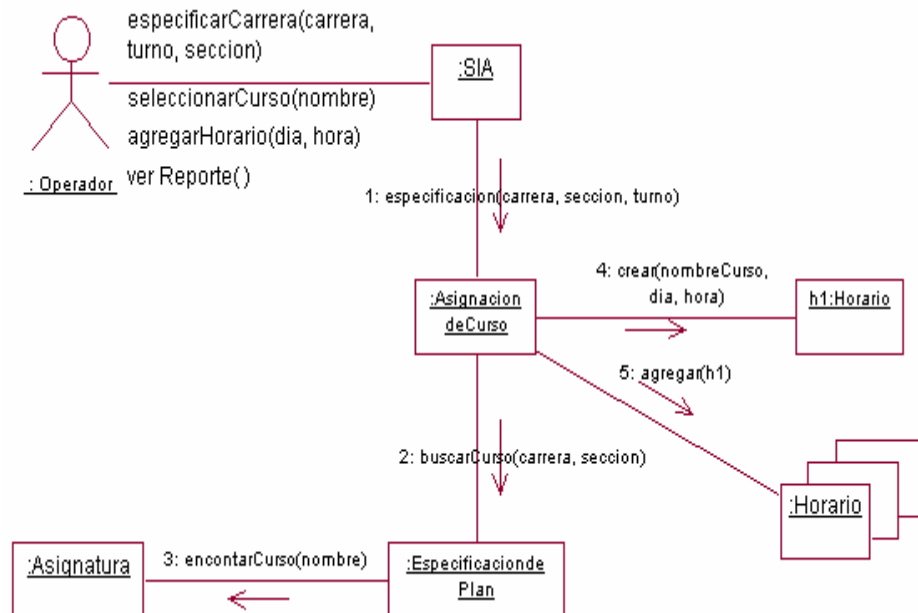 especificarCarrera(carrera,
turno, seccion)
:SIA
seleccionarCurso(nombre)
agregarHorario(dia, hora)
: Operador
ver Reporte()
1: especificacion(carrera, seccion, turno)
4: crear(nombreCurso,
dia, hora)
:Asignacion
deCurso
h1:Horario
5: agregar(h1)
2: buscarCurso(carrera, seccion)
:Horario
:Asignatura
3: encontarCurso(nombre)
:Especificacionde
Plan